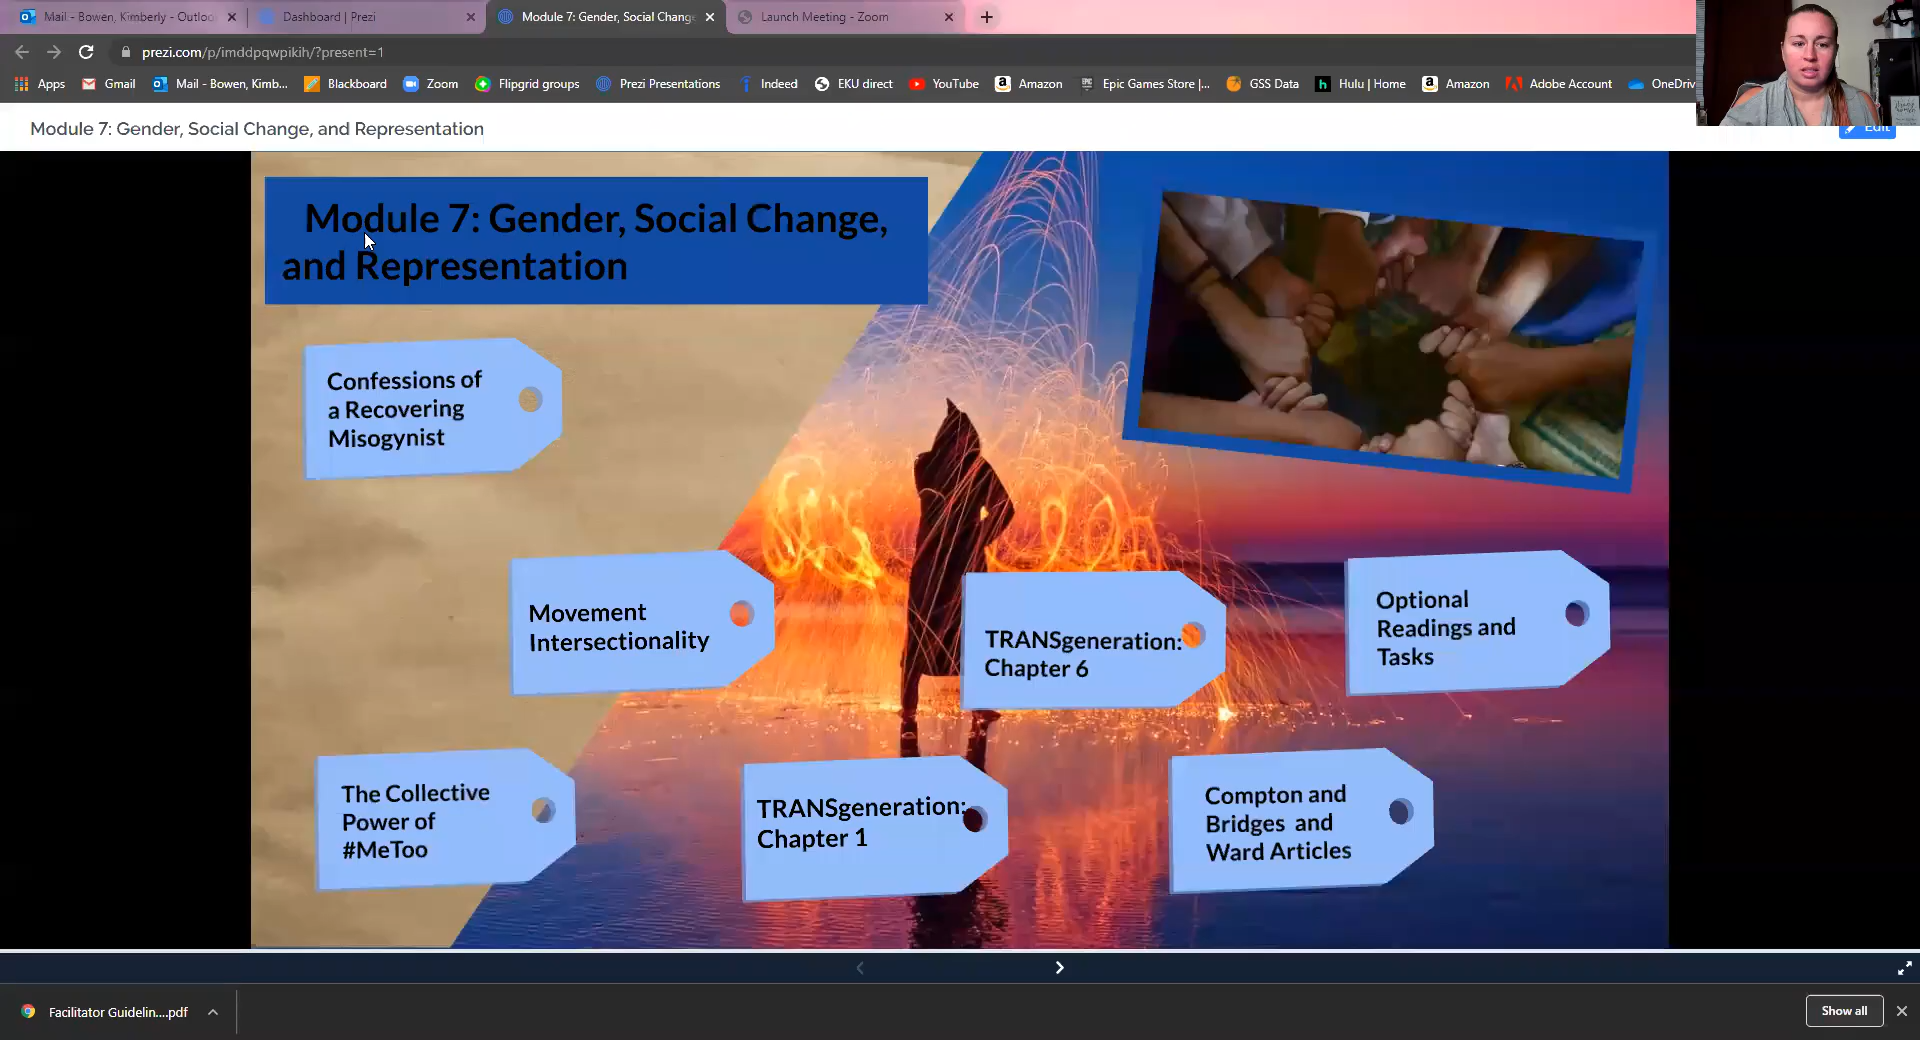 Mail - Bowen, Kimberly - Outloo
Dashboard | Prezi
Module 7: Gender, Social Change
Launch Meeting - Zoom
prezi.com/p/imddpqwpikih/?present=1
Apps
Gmail
Mail - Bowen, Kimb...
Blackboard
Zoom
Flipgrid groups
Prezi Presentations
Indeed
EKU direct
YouTube
Amazon
Epic Games Store |...
GSS Data
Hulu | Home
Amazon
Adobe Account
OneDriv
Module 7: Gender, Social Change, and Representation
Edit
Module 7: Gender, Social Change,
and Representation
Confessions of
a Recovering
Misogynist
Movement
Intersectionality
TRANSgeneration:
Chapter 6
Optional
Readings and
Tasks
The Collective
Power of
#MeToo
TRANSgeneration:
Chapter 1
Compton and
Bridges and
Ward Articles
Facilitator Guidelin....pdf
Show all